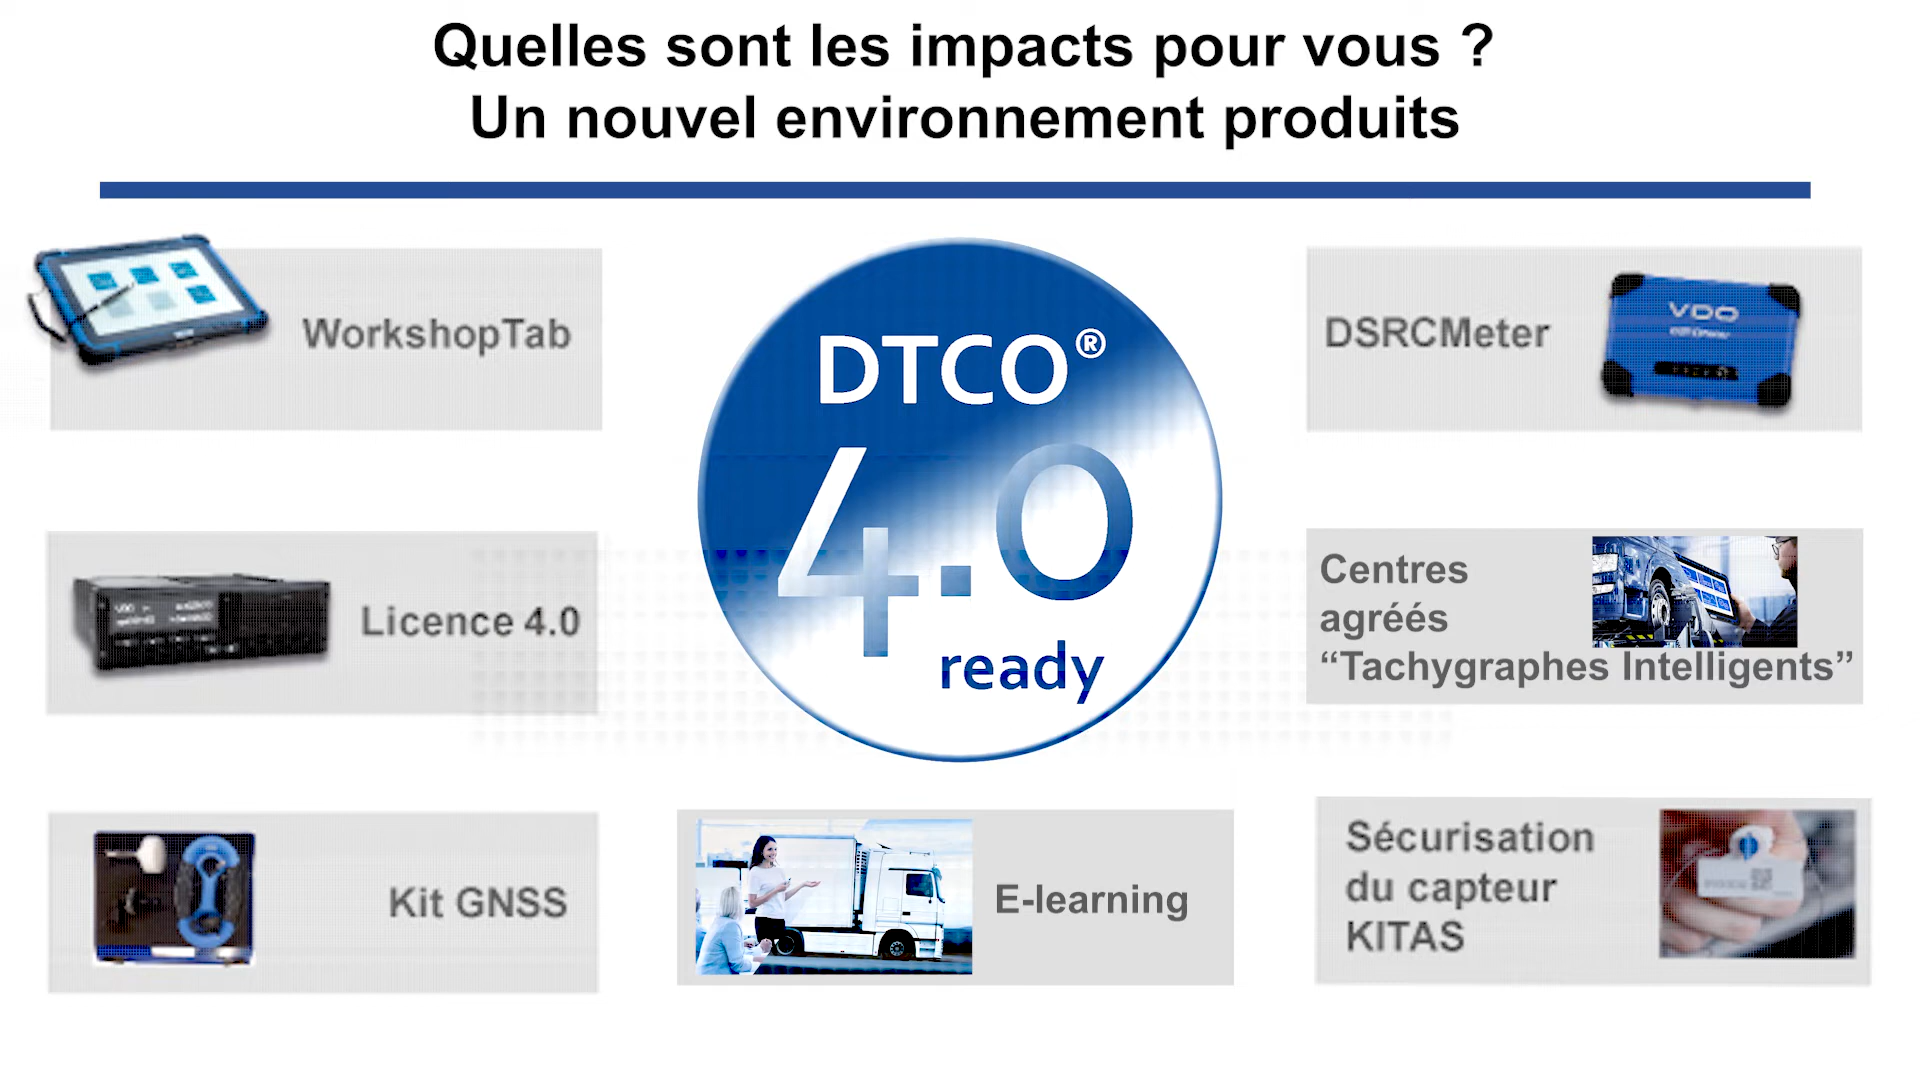 Quelles sont les impacts pour vous ?
Un nouvel environnement produits
WorkshopTab
DTCO®
4.0
ready
DSRCMeter
VDO
Licence 4.0
Centres
agréés
“Tachygraphes Intelligents”
Kit GNSS
E-learning
Sécurisation
du capteur
KITAS